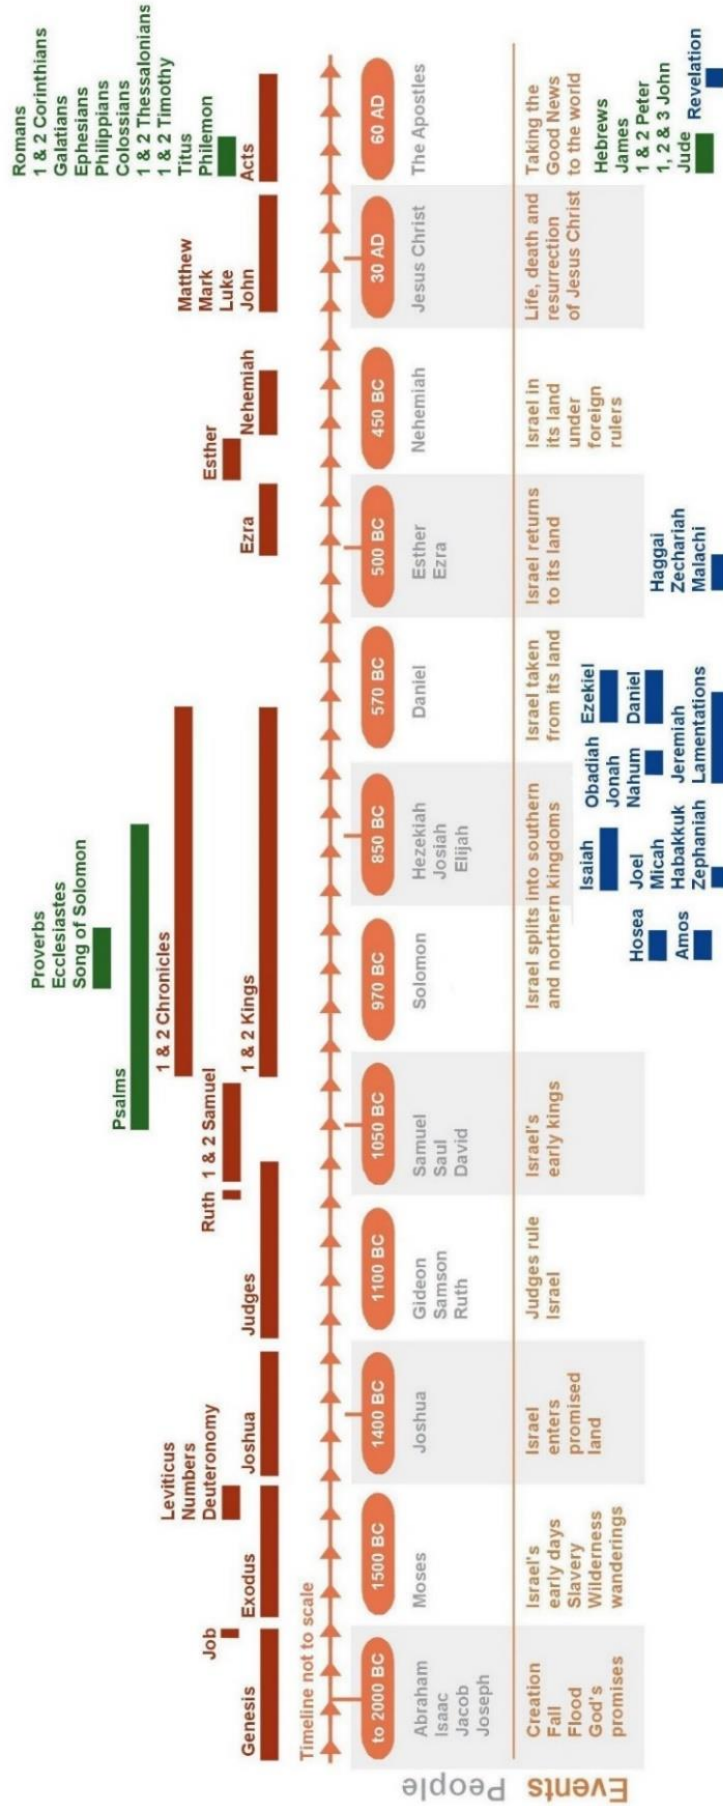 Proverbs
Ecclesiastes
Song of Solomon
Psalms
1 & 2 Chronicles
Romans
1 & 2 Corinthians
Galatians
Ephesians
Philippians
Colossians
1 & 2 Thessalonians
1 & 2 Timothy
Titus
Philemon
Leviticus
Numbers
Deuteronomy
Job
Ruth
1 & 2 Samuel
Esther
Matthew
Mark
Luke
John
Genesis
Exodus
Joshua
Judges
1 & 2 Kings
Ezra
Nehemiah
Acts
Timeline not to scale
to 2000 BC
1500 BC
1400 BC
1100 BC
1050 BC
970 BC
850 BC
570 BC
500 BC
450 BC
30 AD
60 AD
People
Abraham
Isaac
Jacob
Joseph
Moses
Joshua
Gideon
Samson
Ruth
Samuel
Saul
David
Solomon
Hezekiah
Josiah
Elijah
Daniel
Esther
Ezra
Nehemiah
Jesus Christ
The Apostles
Events
Creation
Fall
Flood
God's
promises
Israel's
early days
Slavery
Wilderness
wanderings
Israel
enters
promised
land
Judges rule
Israel
Israel's
early kings
Israel splits into southern
and northern kingdoms
Israel taken
from its land
Israel returns
to its land
Israel in
its land
under
foreign
rulers
Life, death and
resurrection
of Jesus Christ
Taking the
Good News
to the world
Hosea
Amos
Isaiah
Joel
Micah
Habakkuk
Zephaniah
Obadiah
Jonah
Nahum
Jeremiah
Lamentations
Ezekiel
Daniel
Haggai
Zechariah
Malachi
Hebrews
James
1 & 2 Peter
1, 2 & 3 John
Jude
Revelation